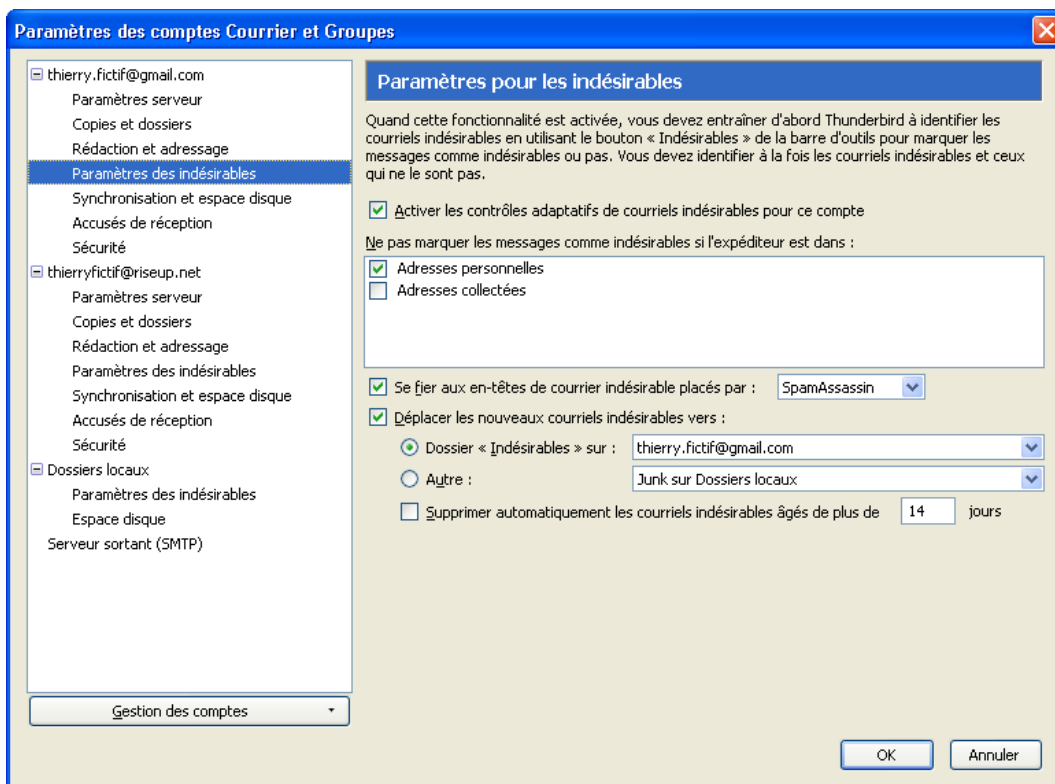 Paramètres des comptes Courrier et Groupes
thierry.fictif@gmail.com
Paramètres serveur
Copies et dossiers
Rédaction et adressage
Paramètres des indésirables
Synchronisation et espace disque
Accusés de réception
Sécurité
thierryfictif@riseup.net
Paramètres serveur
Copies et dossiers
Rédaction et adressage
Paramètres des indésirables
Synchronisation et espace disque
Accusés de réception
Sécurité
Dossiers locaux
Paramètres des indésirables
Espace disque
Serveur sortant (SMTP)
Gestion des comptes
Paramètres pour les indésirables
Quand cette fonctionnalité est activée, vous devez entraîner d'abord Thunderbird à identifier les
courriels indésirables en utilisant le bouton « Indésirables » de la barre d'outils pour marquer les
messages comme indésirables ou pas. Vous devez identifier à la fois les courriels indésirables et ceux
qui ne le sont pas.
Activer les contrôles adaptatifs de courriels indésirables pour ce compte
Ne pas marquer les messages comme indésirables si l'expéditeur est dans :
Adresses personnelles
Adresses collectées
Se fier aux en-têtes de courrier indésirable placés par : SpamAssassin
Déplacer les nouveaux courriels indésirables vers :
Dossier « Indésirables » sur : thierry.fictif@gmail.com
Autre : Junk sur Dossiers locaux
Supprimer automatiquement les courriels indésirables âgés de plus de 14 jours
OK Annuler